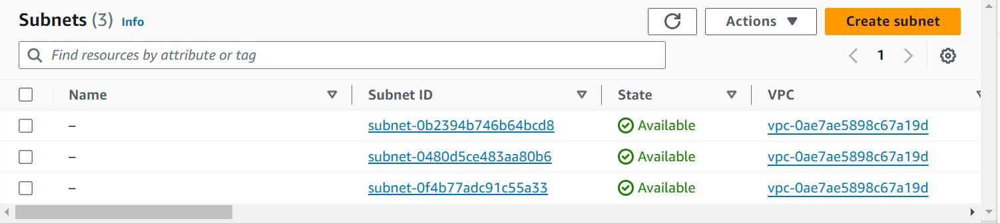 Subnets (3) Info
Actions
Create subnet
Find resources by attribute or tag
1
Name Subnet ID State VPC
– subnet-0b2394b746b64bcd8 Available vpc-0ae7ae5898c67a19d
– subnet-0480d5ce483aa80b6 Available vpc-0ae7ae5898c67a19d
– subnet-0f4b77adc91c55a33 Available vpc-0ae7ae5898c67a19d